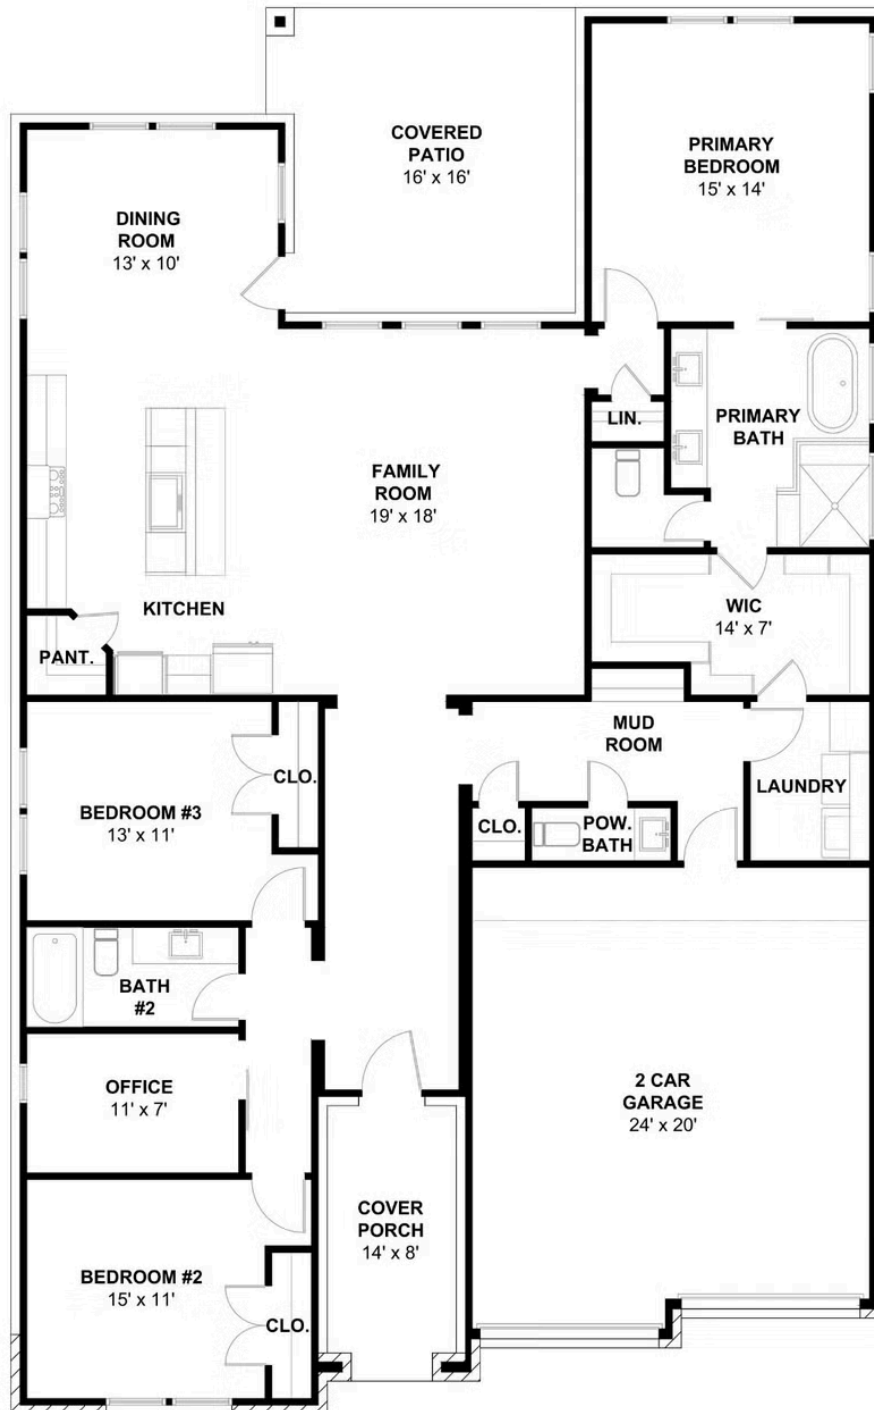 COVERED
PATIO
16' x 16'
PRIMARY
BEDROOM
15' x 14'
DINING
ROOM
13' x 10'
LIN.
PRIMARY
BATH
FAMILY
ROOM
19' x 18'
KITCHEN
WIC
14' x 7'
PANT.
MUD
ROOM
CLO.
LAUNDRY
BEDROOM #3
13' x 11'
CLO.
POW.
BATH
BATH
#2
OFFICE
11' x 7'
2 CAR
GARAGE
24' x 20'
COVER
PORCH
14' x 8'
BEDROOM #2
15' x 11'
CLO.